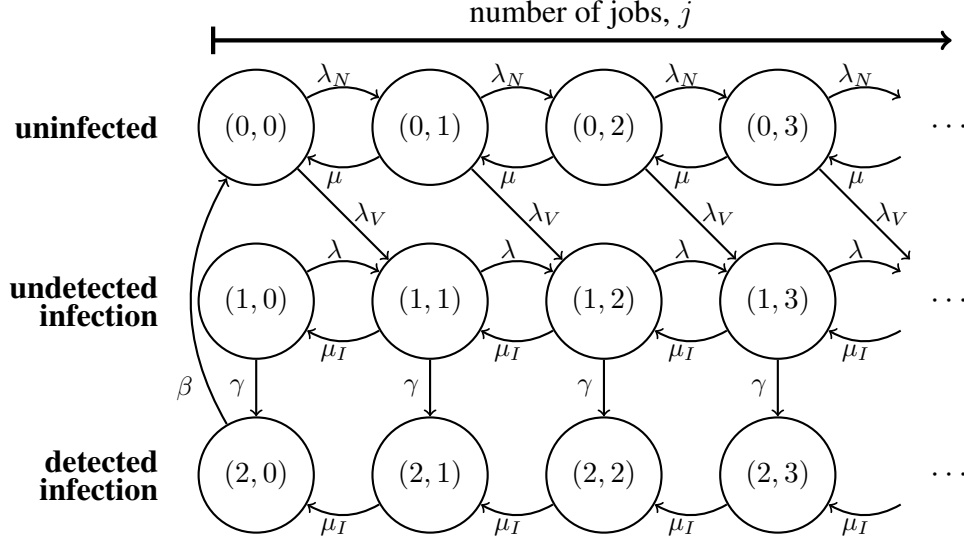 number of jobs, j
λ_N λ_N λ_N λ_N
uninfected (0, 0) (0, 1) (0, 2) (0, 3) ...
μ μ μ μ
λ_V λ_V λ_V λ_V
λ λ λ λ
undetected
infection
(1, 0) (1, 1) (1, 2) (1, 3) ...
μ_I μ_I μ_I μ_I
β γ γ γ γ
detected
infection
(2, 0) (2, 1) (2, 2) (2, 3) ...
μ_I μ_I μ_I μ_I